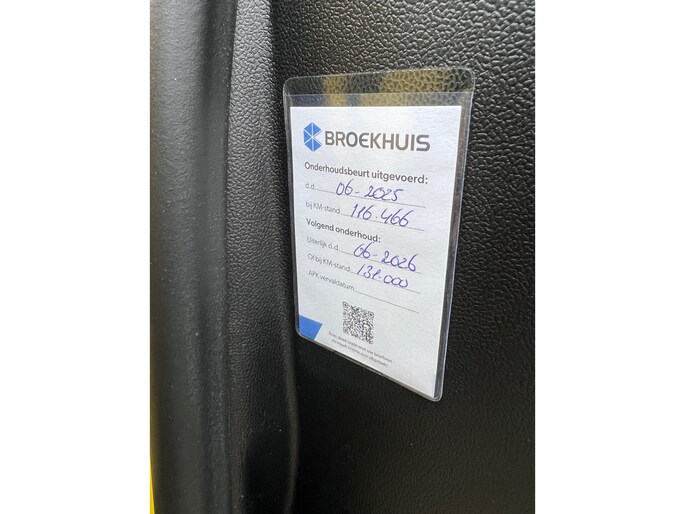 BROEKHUIS
Onderhoudsbeurt uitgevoerd:
d.d. 06-2025
bij KM-stand 116.466
Volgend onderhoud:
Uiterlijk d.d. 06-2026
Of bij KM-stand 131.000
APK vervaldatum